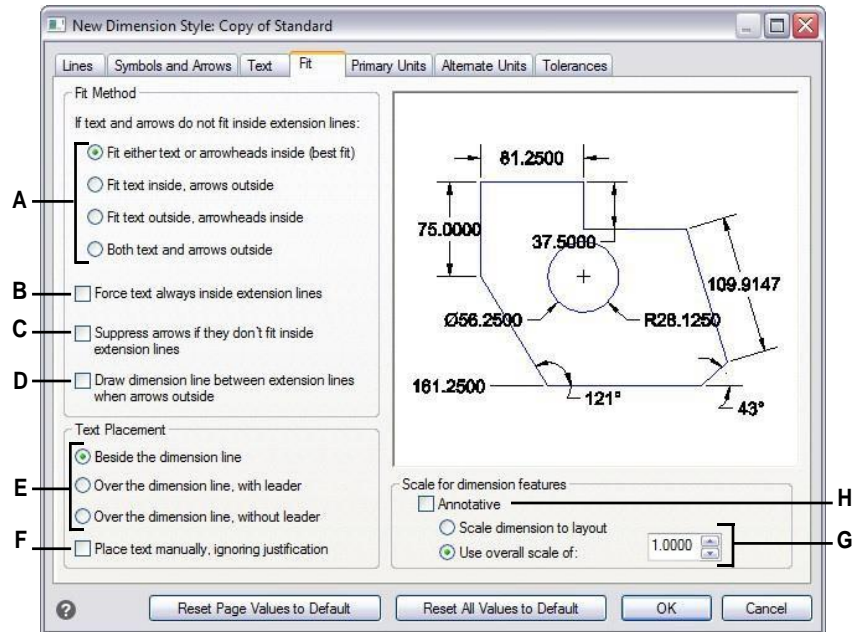 New Dimension Style: Copy of Standard
Lines Symbols and Arrows Text Fit Primary Units Alternate Units Tolerances
Fit Method
If text and arrows do not fit inside extension lines:
A
Fit either text or arrowheads inside (best fit)
Fit text inside, arrows outside
Fit text outside, arrowheads inside
Both text and arrows outside
B Force text always inside extension lines
C Suppress arrows if they don't fit inside
extension lines
D Draw dimension line between extension lines
when arrows outside
Text Placement
E
Beside the dimension line
Over the dimension line, with leader
Over the dimension line, without leader
F Place text manually, ignoring justification
81.2500
75.0000
37.5000
109.9147
Ø56.2500
R28.1250
161.2500
121°
43°
Scale for dimension features
Annotative H
Scale dimension to layout
Use overall scale of: 1.0000 G
? Reset Page Values to Default Reset All Values to Default OK Cancel